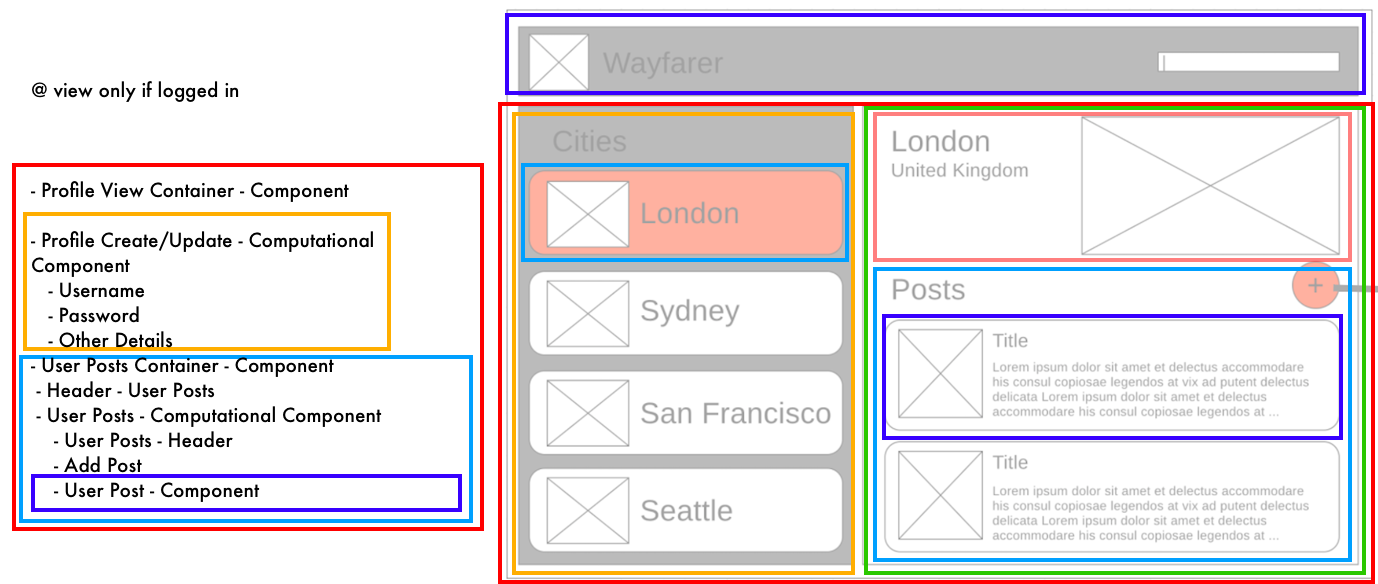 @ view only if logged in
- Profile View Container - Component
- Profile Create/Update - Computational
Component
- Username
- Password
- Other Details
- User Posts Container - Component
- Header - User Posts
- User Posts - Computational Component
- User Posts - Header
- Add Post
- User Post - Component
Wayfarer
Cities
London
Sydney
San Francisco
Seattle
London
United Kingdom
Posts
+
Title
Lorem ipsum dolor sit amet et delectus accommodare
his consul copiosae legendos at vix ad putent delectus
delicata Lorem ipsum dolor sit amet et delectus
accommodare his consul copiosae legendos at ...
Title
Lorem ipsum dolor sit amet et delectus accommodare
his consul copiosae legendos at vix ad putent delectus
delicata Lorem ipsum dolor sit amet et delectus
accommodare his consul copiosae legendos at ...